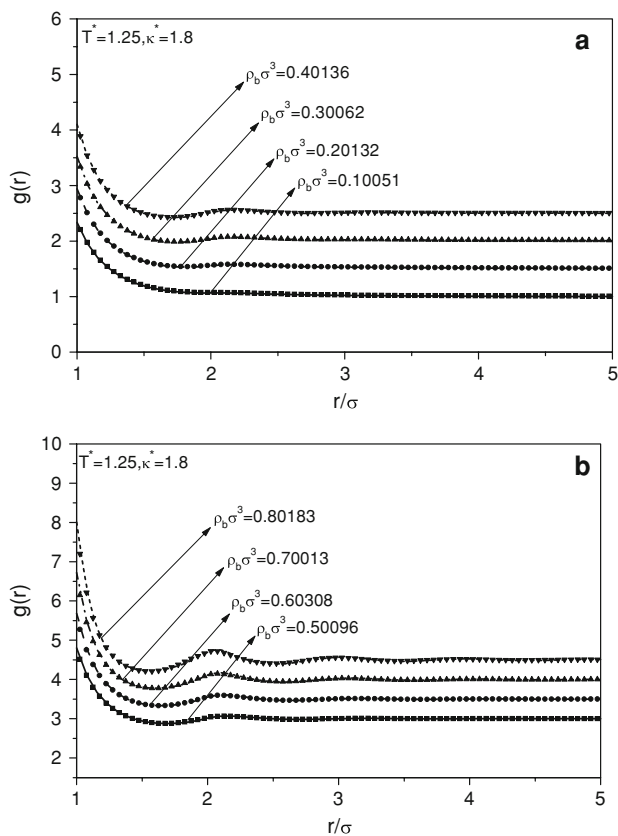 T*=1.25,κ*=1.8
a
ρbσ3=0.40136
ρbσ3=0.30062
ρbσ3=0.20132
ρbσ3=0.10051
6
5
4
3
2
1
0
g(r)
1 2 3 4 5
r/σ
T*=1.25,κ*=1.8
b
ρbσ3=0.80183
ρbσ3=0.70013
ρbσ3=0.60308
ρbσ3=0.50096
10
9
8
7
6
5
4
3
2
g(r)
1 2 3 4 5
r/σ